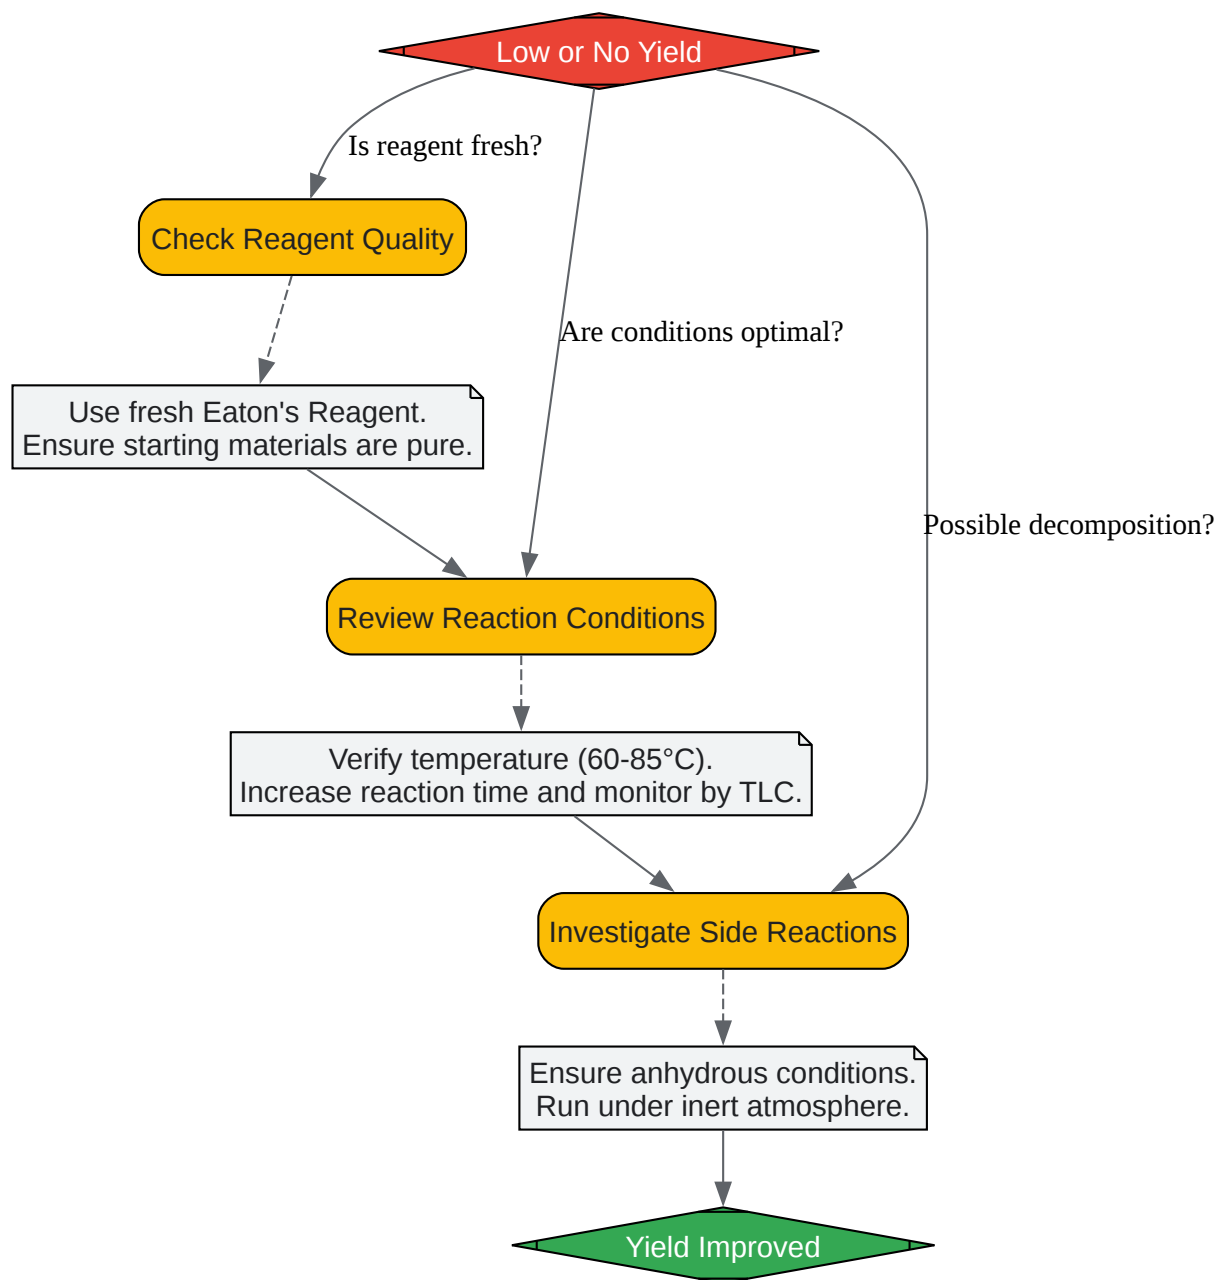 Low or No Yield
Is reagent fresh?
Check Reagent Quality
Are conditions optimal?
Use fresh Eaton's Reagent.
Ensure starting materials are pure.
Possible decomposition?
Review Reaction Conditions
Verify temperature (60-85°C).
Increase reaction time and monitor by TLC.
Investigate Side Reactions
Ensure anhydrous conditions.
Run under inert atmosphere.
Yield Improved